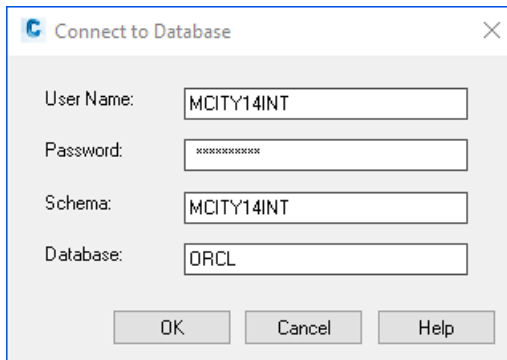 Connect to Database
User Name: MCITY14INT
Password: **********
Schema: MCITY14INT
Database: ORCL
OK Cancel Help